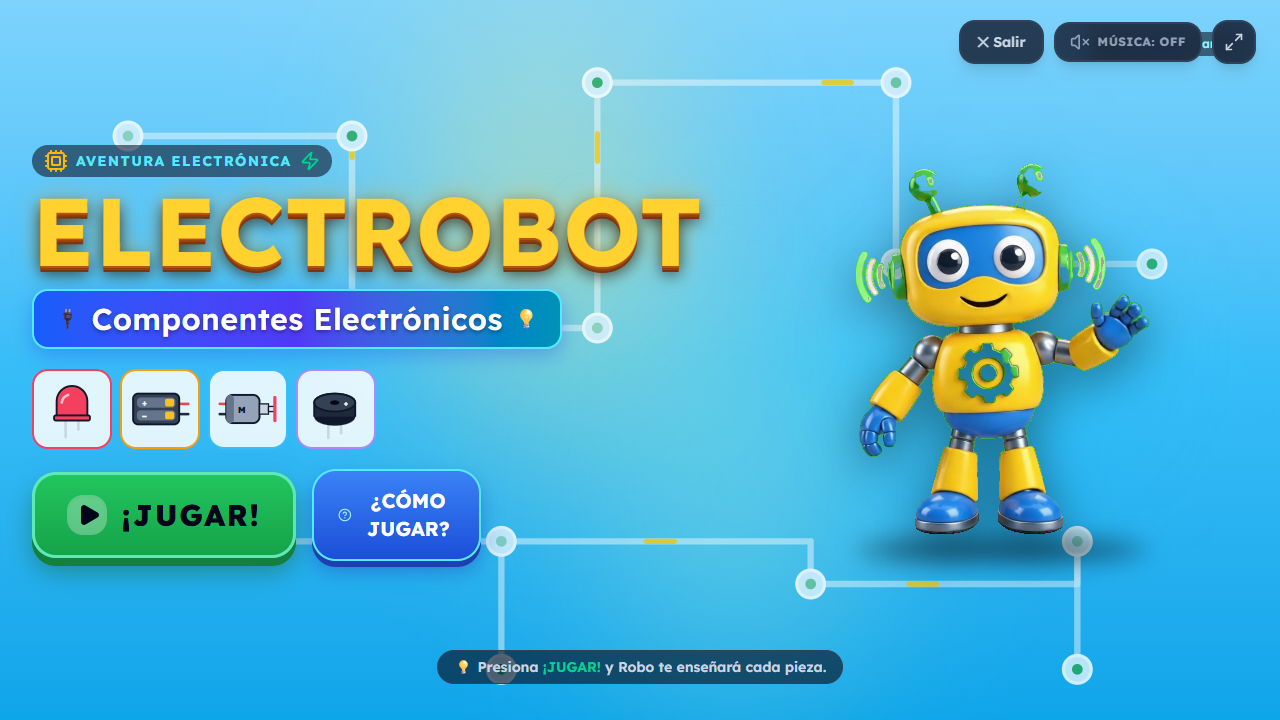 Salir
MÚSICA: OFF
AVENTURA ELECTRÓNICA
ELECTROBOT
Componentes Electrónicos
M
¡JUGAR!
¿CÓMO
JUGAR?
Presiona ¡JUGAR! y Robo te enseñará cada pieza.